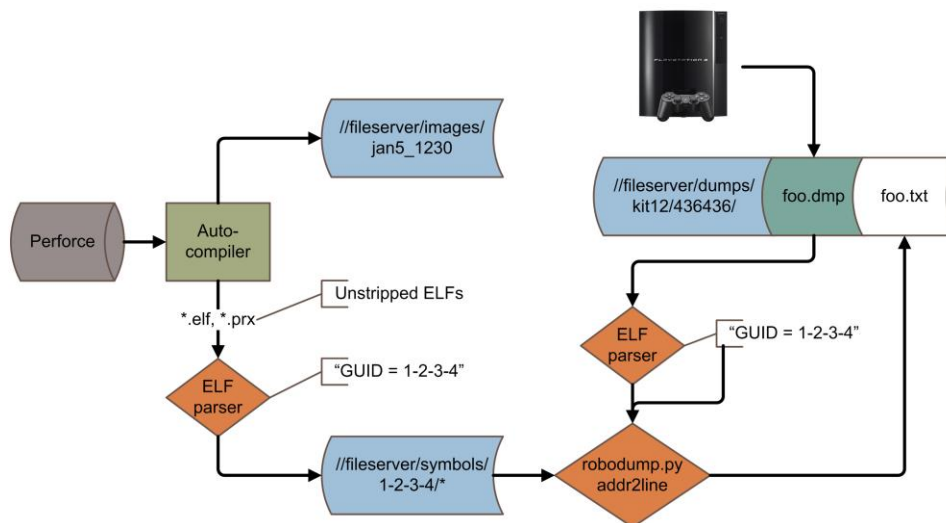 PLAYSTATION 3
//fileserver/images/
jan5_1230
//fileserver/dumps/
kit12/436436/
foo.dmp
foo.txt
Perforce
Auto-
compiler
Unstripped ELFs
*.elf, *.prx
ELF
parser
“GUID = 1-2-3-4”
ELF
parser
“GUID = 1-2-3-4”
//fileserver/symbols/
1-2-3-4/*
robodump.py
addr2line